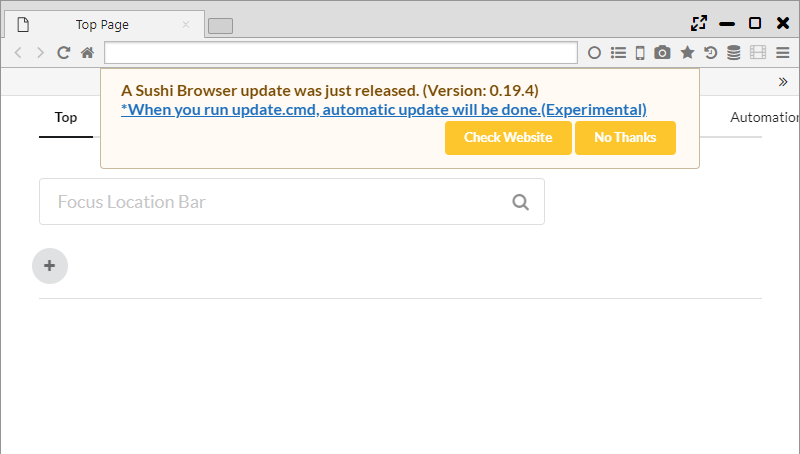 Top Page
A Sushi Browser update was just released. (Version: 0.19.4)
*When you run update.cmd, automatic update will be done.(Experimental)
Check Website
No Thanks
Top
Automation
Focus Location Bar